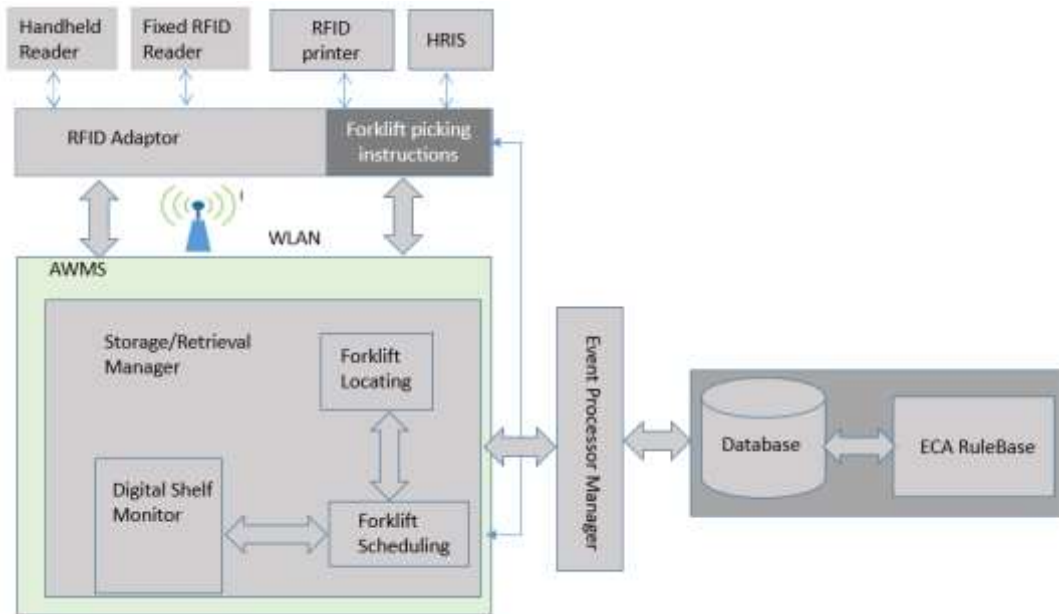 Handheld
Reader
Fixed RFID
Reader
RFID
printer
HRIS
RFID Adaptor
Forklift picking
instructions
WLAN
AWMS
Storage/Retrieval
Manager
Forklift
Locating
Digital Shelf
Monitor
Forklift
Scheduling
Event Processor Manager
Database
ECA RuleBase